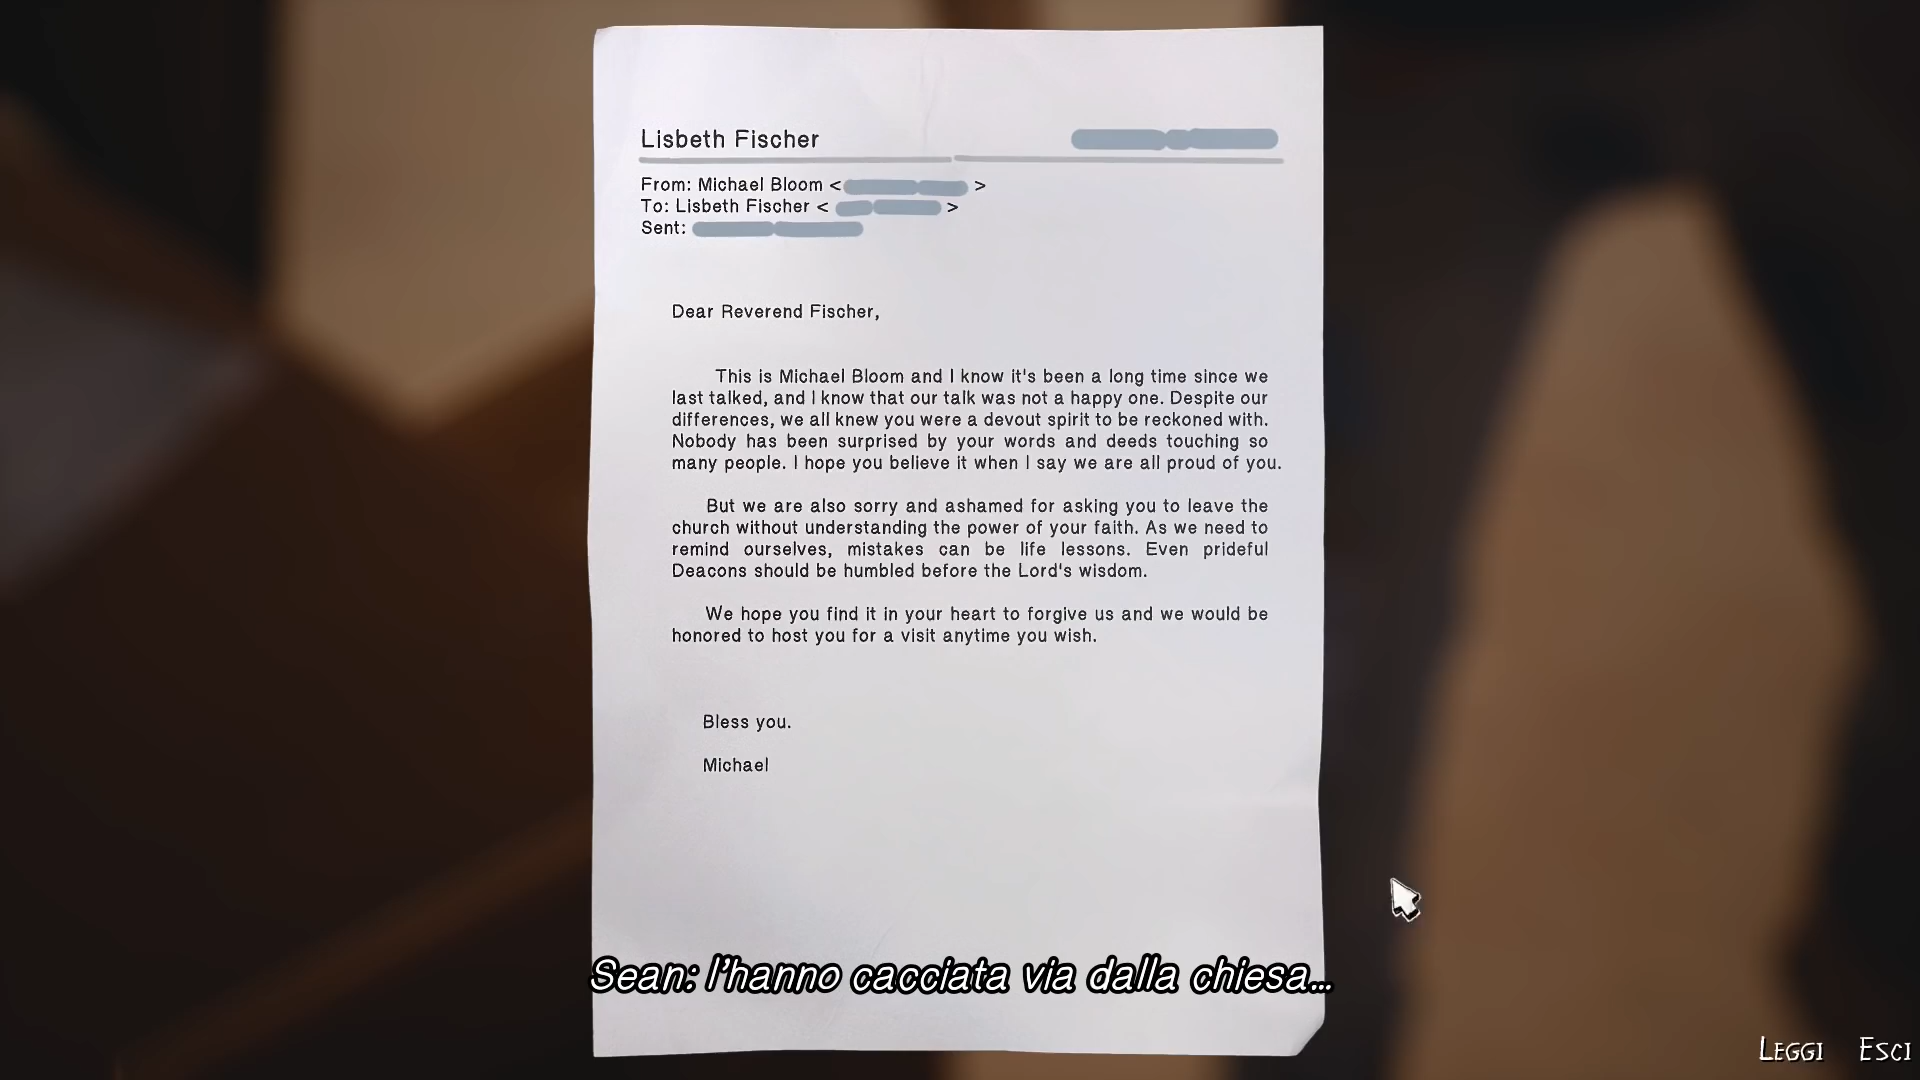 Lisbeth Fischer
From: Michael Bloom < >
To: Lisbeth Fischer < >
Sent:
Dear Reverend Fischer,
This is Michael Bloom and I know it's been a long time since we
last talked, and I know that our talk was not a happy one. Despite our
differences, we all knew you were a devout spirit to be reckoned with.
Nobody has been surprised by your words and deeds touching so
many people. I hope you believe it when I say we are all proud of you.
But we are also sorry and ashamed for asking you to leave the
church without understanding the power of your faith. As we need to
remind ourselves, mistakes can be life lessons. Even prideful
Deacons should be humbled before the Lord's wisdom.
We hope you find it in your heart to forgive us and we would be
honored to host you for a visit anytime you wish.
Bless you.
Michael
Sean: l'hanno cacciata via dalla chiesa...
LEGGI ESCI